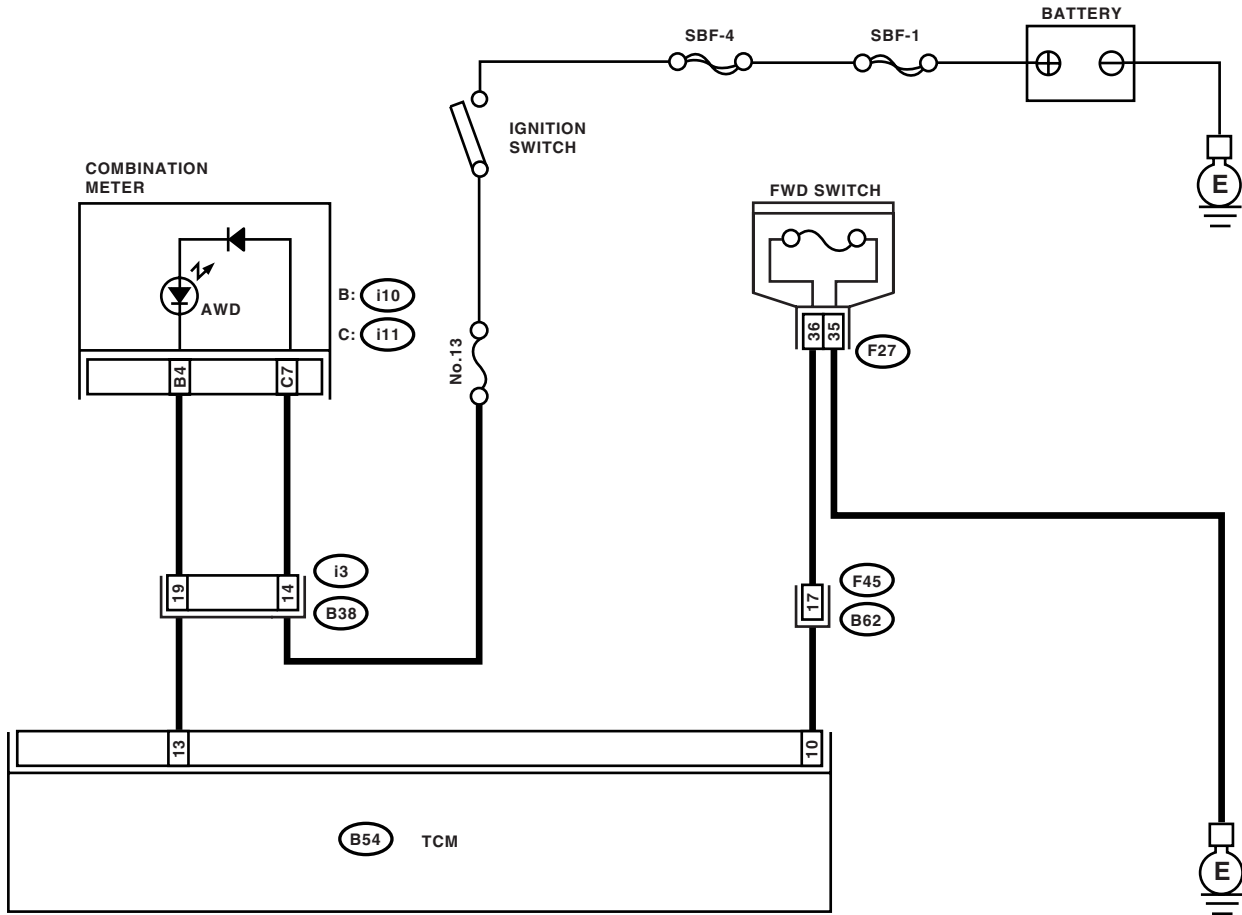 BATTERY
SBF-4
SBF-1
IGNITION
SWITCH
E
COMBINATION
METER
FWD SWITCH
AWD
B: i10
C: i11
No.13
36
35
F27
B4
C7
i3
19
14
B38
F45
17
B62
13
10
B54
TCM
E